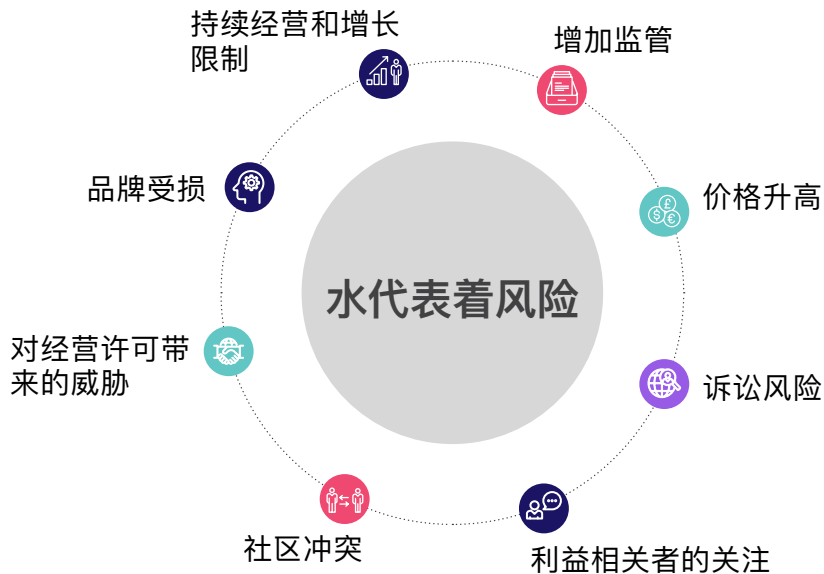 持续经营和增长
限制
增加监管
品牌受损
价格升高
水代表着风险
对经营许可带
来的威胁
诉讼风险
社区冲突
利益相关者的关注